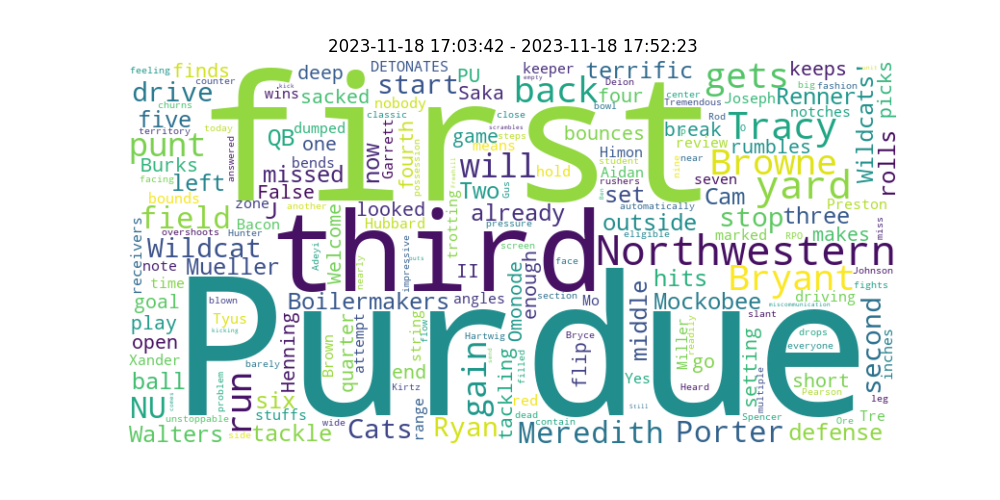 2023-11-18 17:03:42 - 2023-11-18 17:52:23
feeling finds deep DETONATES keeper terrific gets keeps picks
counter wins sacked start PU Saka back four center Tremendous Deion Joseph Renner big fashion
drive first nobody classic close bowl Rod notches
churns kick empty
five QB dumped one now Garrett fourth possession game means steps scrambles bounces break review Tracy Wildcats' rolls
punt territory today answered Himon student near rumbles
Burks bends missed will hold Aidan rushers seven Browne
left facing False Two Gus set Cam yard Preston
bounds zone J another looked already outside stop three
field Bacon Hubbard pressure eligible marked makes miss
receivers overshoots Hunter Welcome trotting
Wildcat third screen Northwestern RPO Johnson
note Mueller Adeyi nearly impressive II enough face hits Bryant fights
time Boilermakers angles Omonode section Mo Mockobee driving
goal blown miscommunication
play Tyus kicking Henning quarter attempt string flow Hartwig Bryce middle Miller readily slant second inches
open Purdue drops everyone
Xander barely Brown end gain filled flip go setting short
ball problem Kirtz tackling Yes Heard multiple Pearson leg
NU run six range red Still Spencer Ore Tre
unstoppable stuffs wide dead contain
Walters side tackle Cats Ryan Meredith Porter defense
automatically